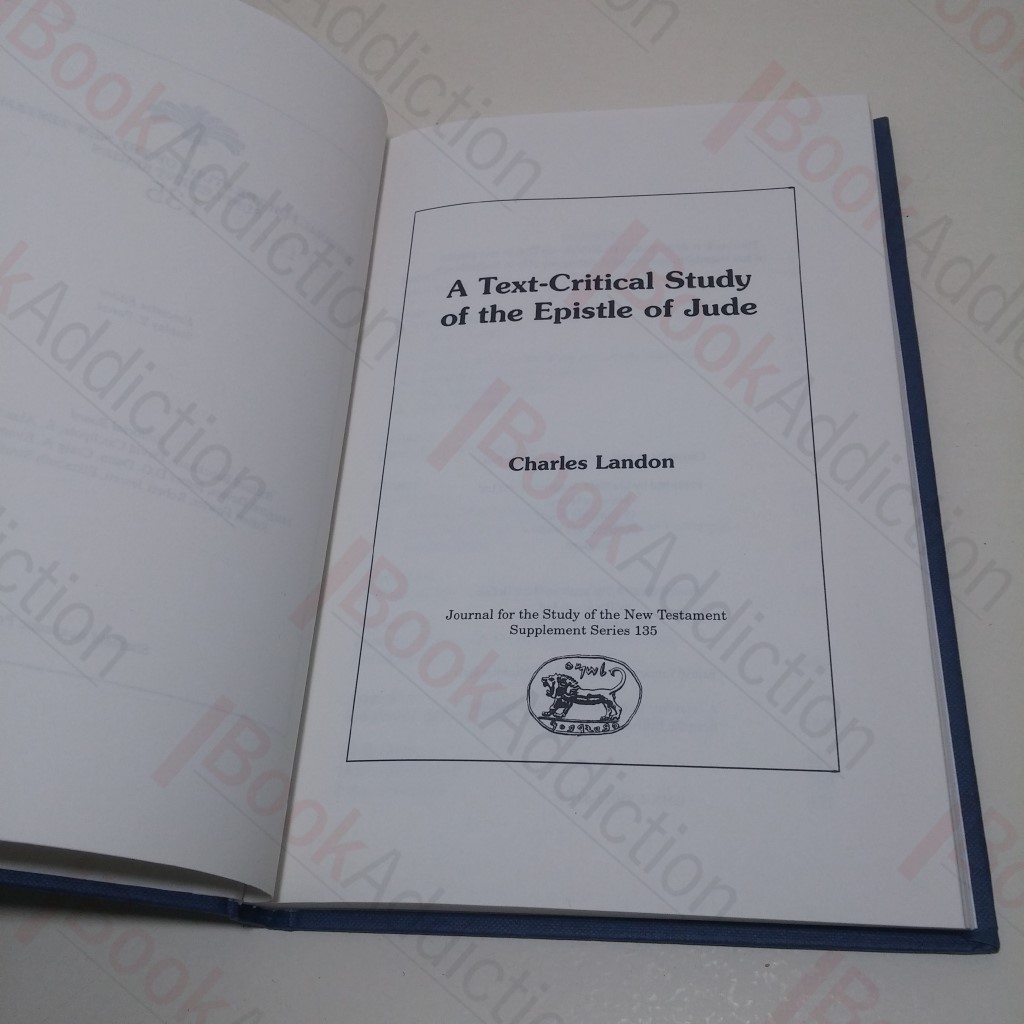 A Text-Critical Study
of the Epistle of Jude
Charles Landon
Journal for the Study of the New Testament
Supplement Series 135
BookAddiction